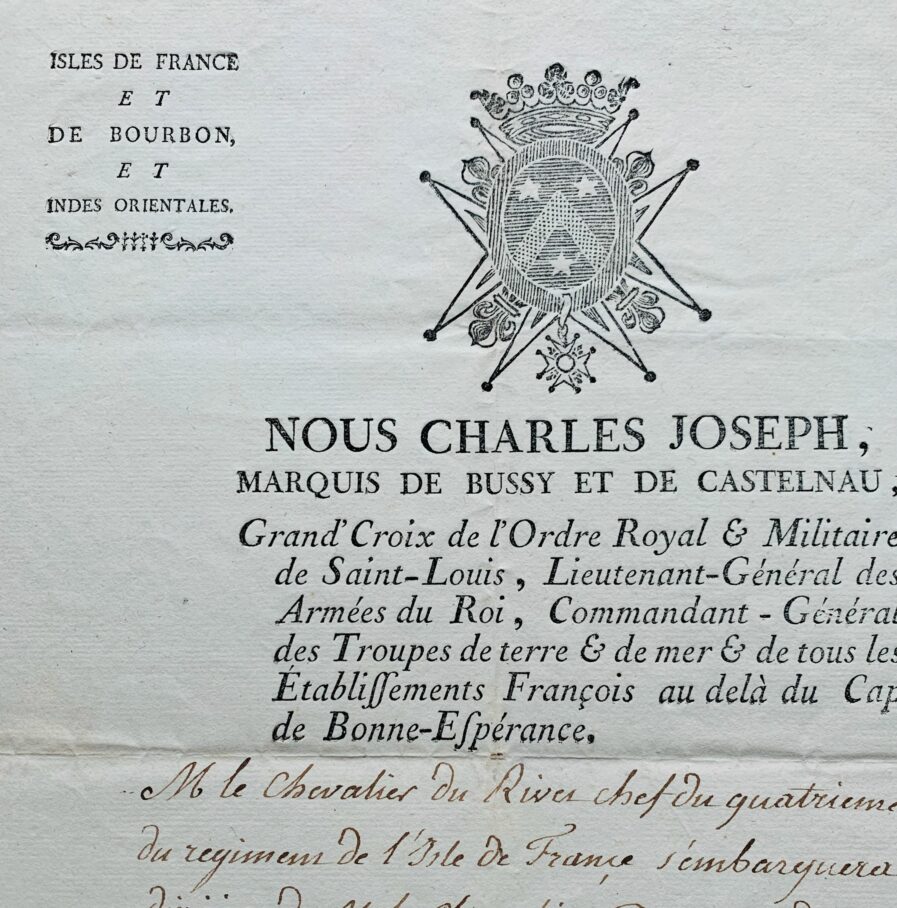 ISLES DE FRANCE
ET
DE BOURBON,
ET
INDES ORIENTALES.
NOUS CHARLES JOSEPH,
MARQUIS DE BUSSY ET DE CASTELNAU,
Grand'Croix de l'Ordre Royal & Militaire
de Saint-Louis, Lieutenant-Général des
Armées du Roi, Commandant-Général
des Troupes de terre & de mer & de tous les
Établiſſements François au delà du Cap
de Bonne-Eſpérance.
M le Chevalier du River chef du quatrieme
du regiment de l'Isle de France s'embarquera